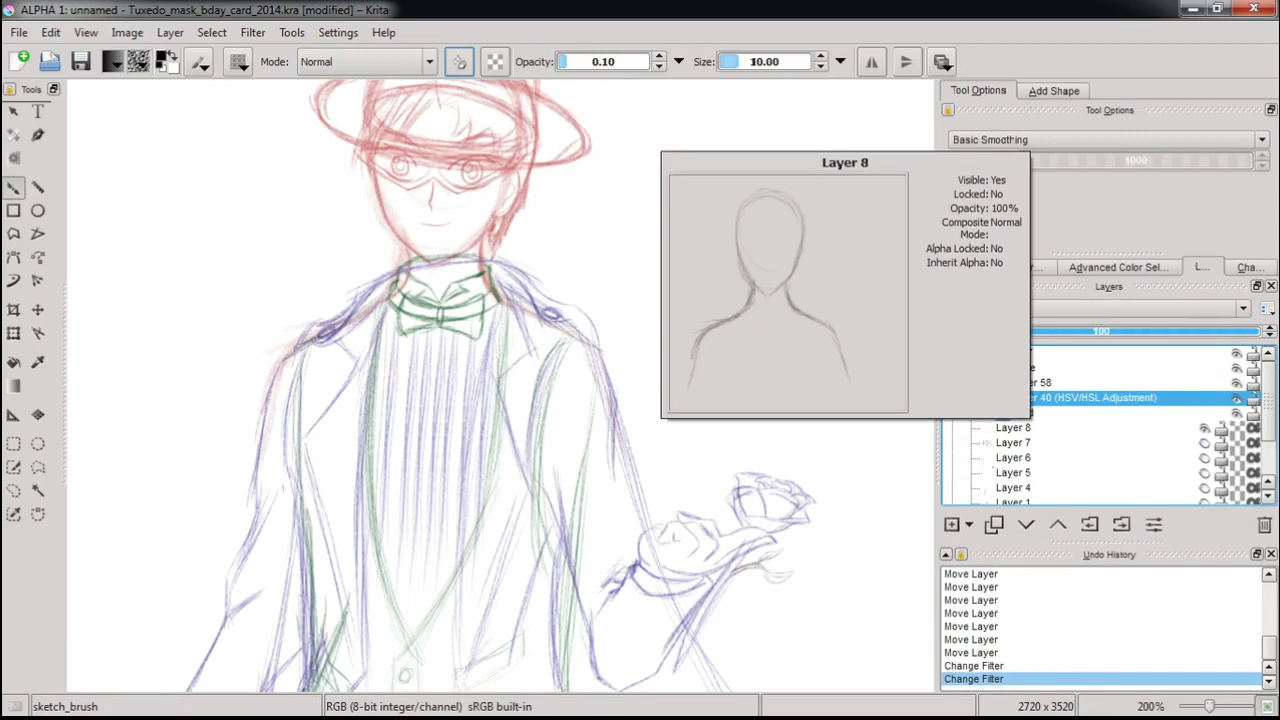 ALPHA 1: unnamed - Tuxedo_mask_bday_card_2014.kra [modified] – Krita
File Edit View Image Layer Select Filter Tools Settings Help
Mode: Normal Opacity: 0.10 Size: 10.00
Tools
Tool Options Add Shape
Tool Options
Basic Smoothing
1000
Layer 8
Visible: Yes
Locked: No
Opacity: 100%
Composite Normal
Mode:
Alpha Locked: No
Inherit Alpha: No
... Advanced Color Sel... L... Cha...
Layers
100
58
40 (HSV/HSL Adjustment)
Layer 8
Layer 7
Layer 6
Layer 5
Layer 4
Layer 1
Undo History
Move Layer
Move Layer
Move Layer
Move Layer
Move Layer
Move Layer
Move Layer
Change Filter
Change Filter
sketch_brush RGB (8-bit integer/channel) sRGB built-in 2720 x 3520 200%